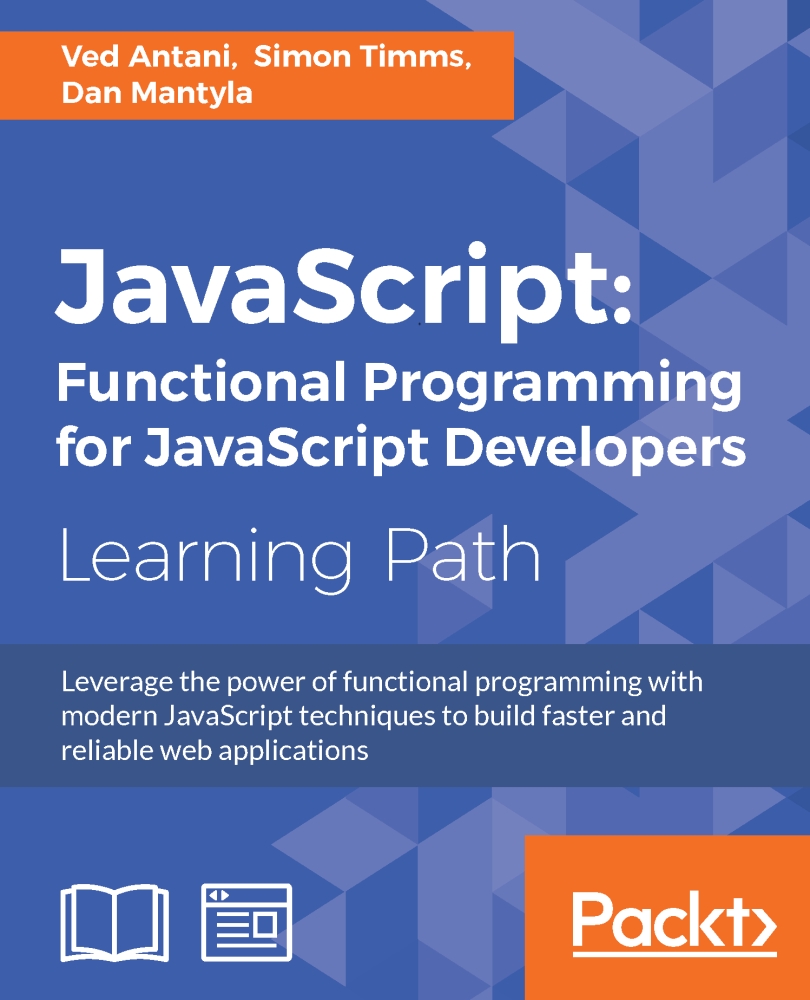 Ved Antani,  Simon Timms,
Dan Mantyla
JavaScript:
Functional Programming
for JavaScript Developers
Learning Path
Leverage the power of functional programming with
modern JavaScript techniques to build faster and
reliable web applications
Packt